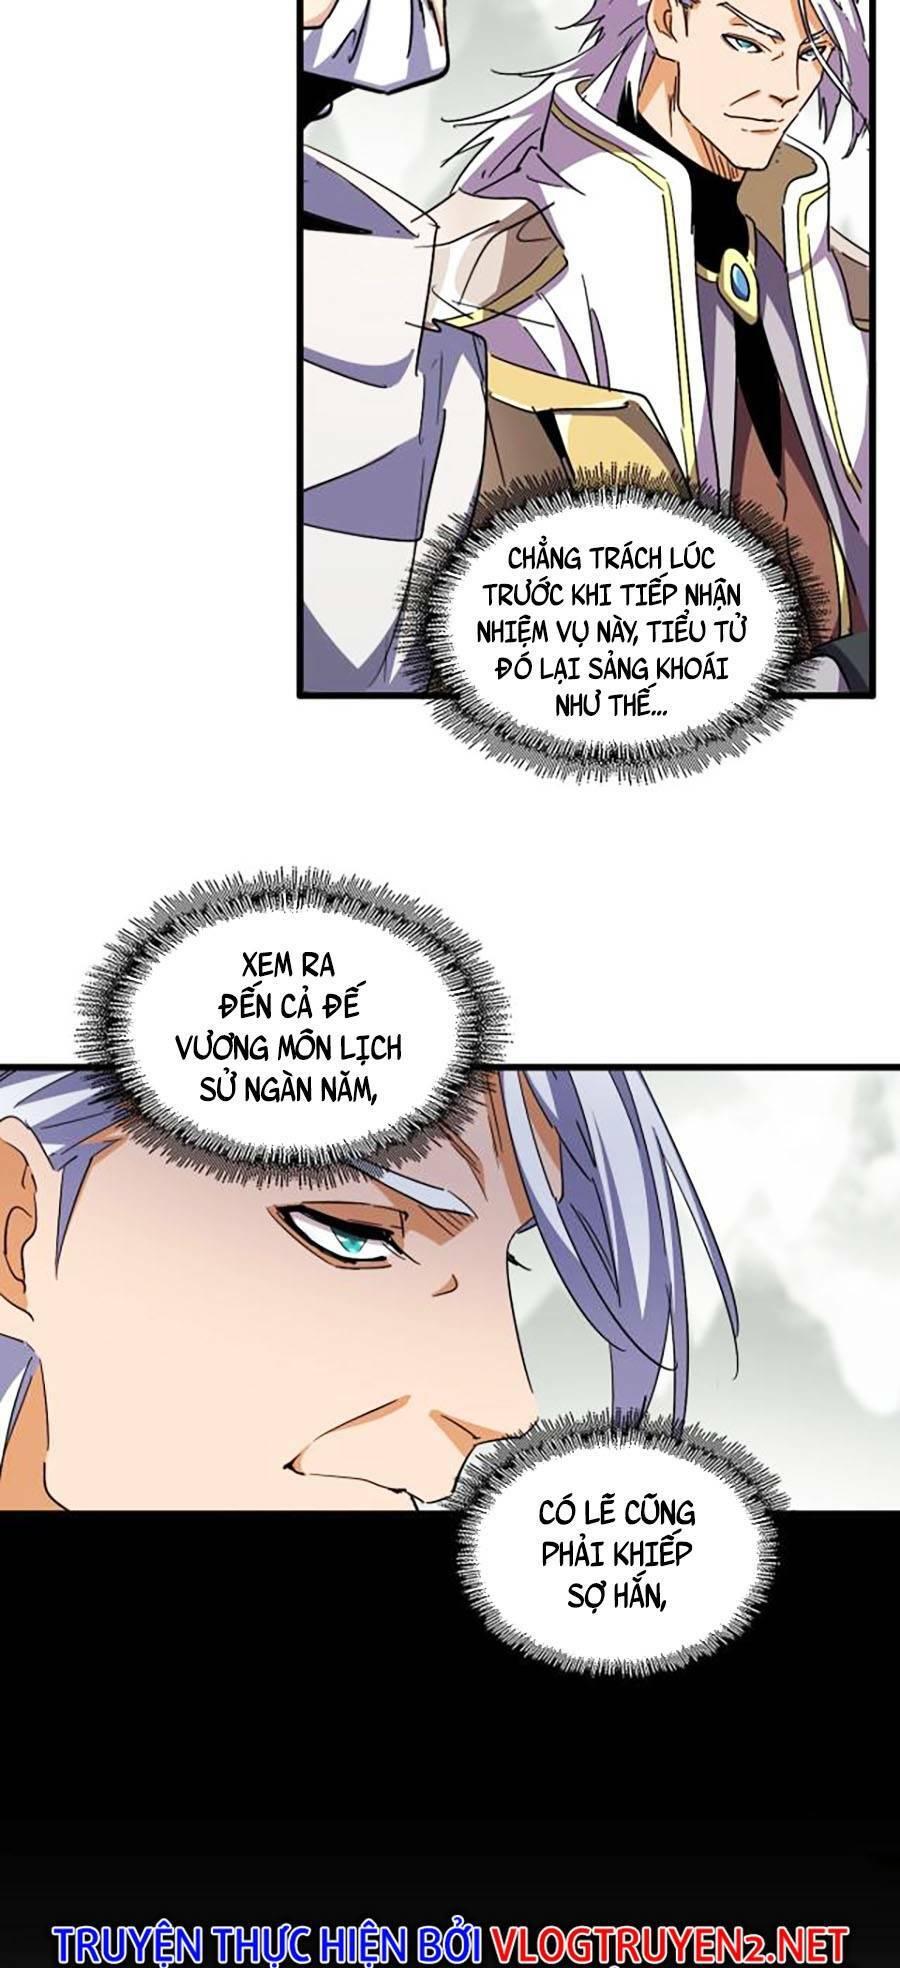 CHẲNG TRÁCH LÚC
TRƯỚC KHI TIẾP NHẬN
NHIỆM VỤ NÀY, TIỂU TỬ
ĐÓ LẠI SẢNG KHOÁI
NHƯ THẾ...
XEM RA
ĐẾN CẢ ĐẾ
VƯƠNG MÔN LỊCH
SỬ NGÀN NĂM,
CÓ LẼ CŨNG
PHẢI KHIẾP
SỢ HẮN,
TRUYỆN THỰC HIỆN BỞI VLOGTRUYEN2.NET